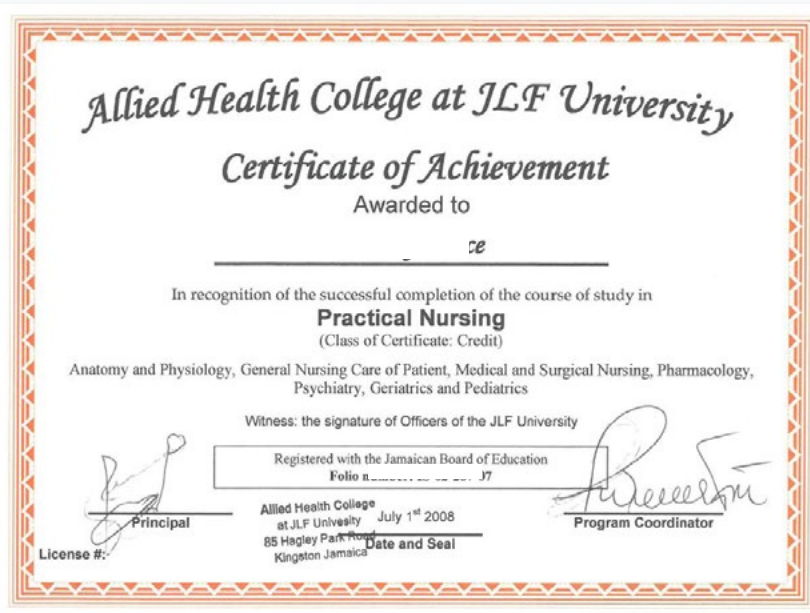 Allied Health College at JLF University
Certificate of Achievement
Awarded to
In recognition of the successful completion of the course of study in
Practical Nursing
(Class of Certificate: Credit)
Anatomy and Physiology, General Nursing Care of Patient, Medical and Surgical Nursing, Pharmacology,
Psychiatry, Geriatrics and Pediatrics
Witness: the signature of Officers of the JLF University
Registered with the Jamaican Board of Education
Folio
Principal
Allied Health College
at JLF Univesity
85 Hagley Park Road
Kingston Jamaica
July 1st 2008
Date and Seal
Program Coordinator
License #: